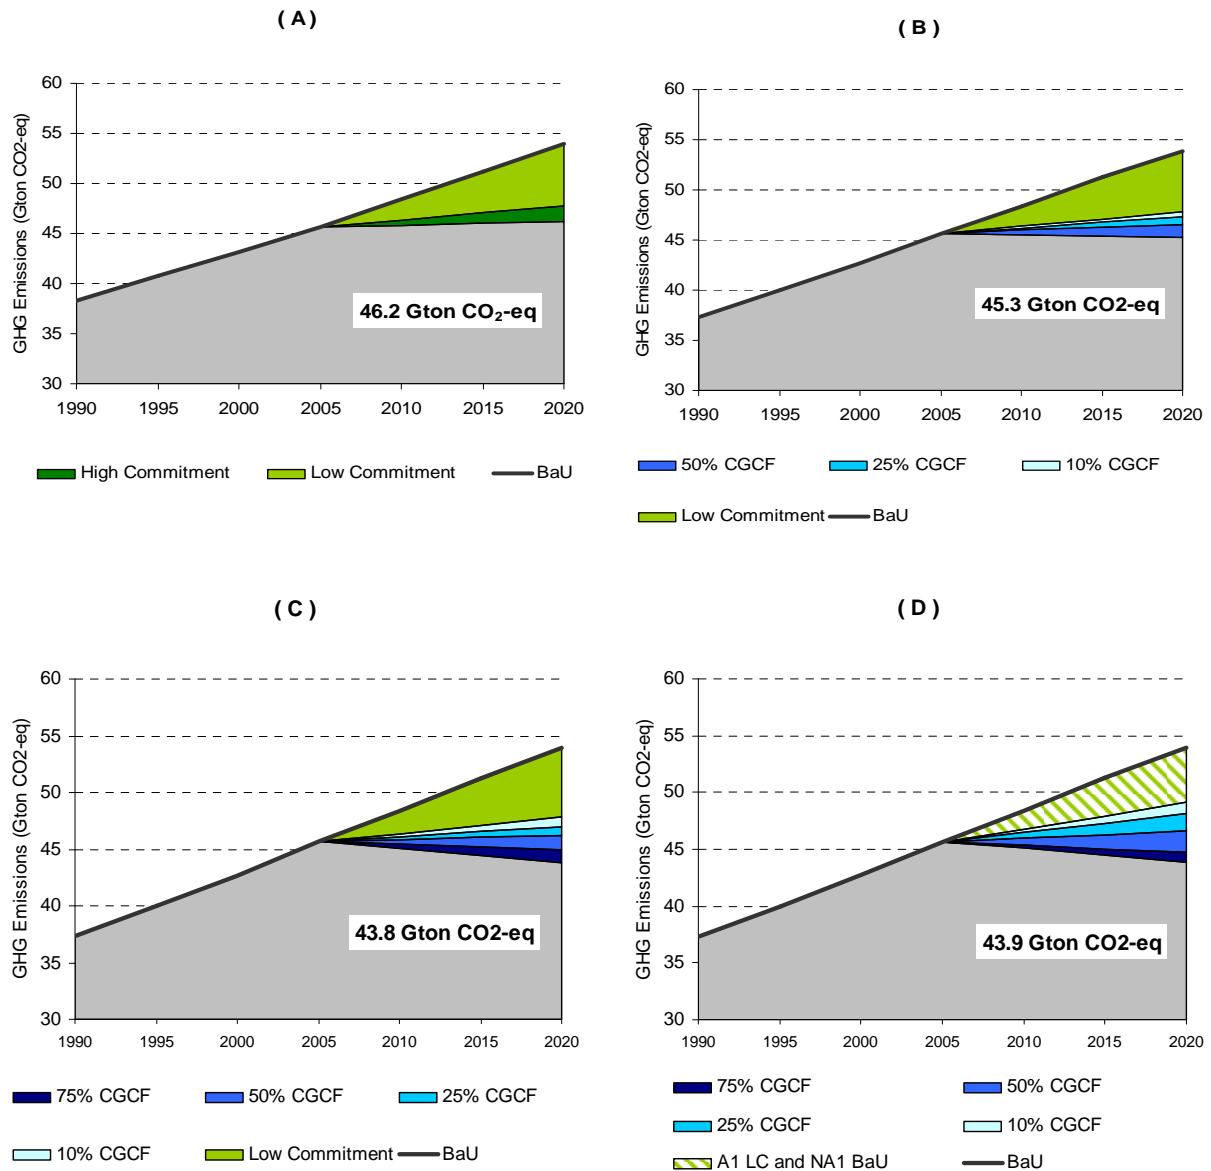 ( A )
GHG Emissions (Gton CO2-eq)
60
55
50
45
40
35
30
46.2 Gton CO₂-eq
1990 1995 2000 2005 2010 2015 2020
High Commitment Low Commitment BaU
( B )
GHG Emissions (Gton CO2-eq)
60
55
50
45
40
35
30
45.3 Gton CO2-eq
1990 1995 2000 2005 2010 2015 2020
50% CGCF 25% CGCF 10% CGCF
Low Commitment BaU
( C )
GHG Emissions (Gton CO2-eq)
60
55
50
45
40
35
30
43.8 Gton CO2-eq
1990 1995 2000 2005 2010 2015 2020
75% CGCF 50% CGCF 25% CGCF
10% CGCF Low Commitment BaU
( D )
GHG Emissions (Gton CO2-eq)
60
55
50
45
40
35
30
43.9 Gton CO2-eq
1990 1995 2000 2005 2010 2015 2020
75% CGCF 50% CGCF
25% CGCF 10% CGCF
A1 LC and NA1 BaU BaU